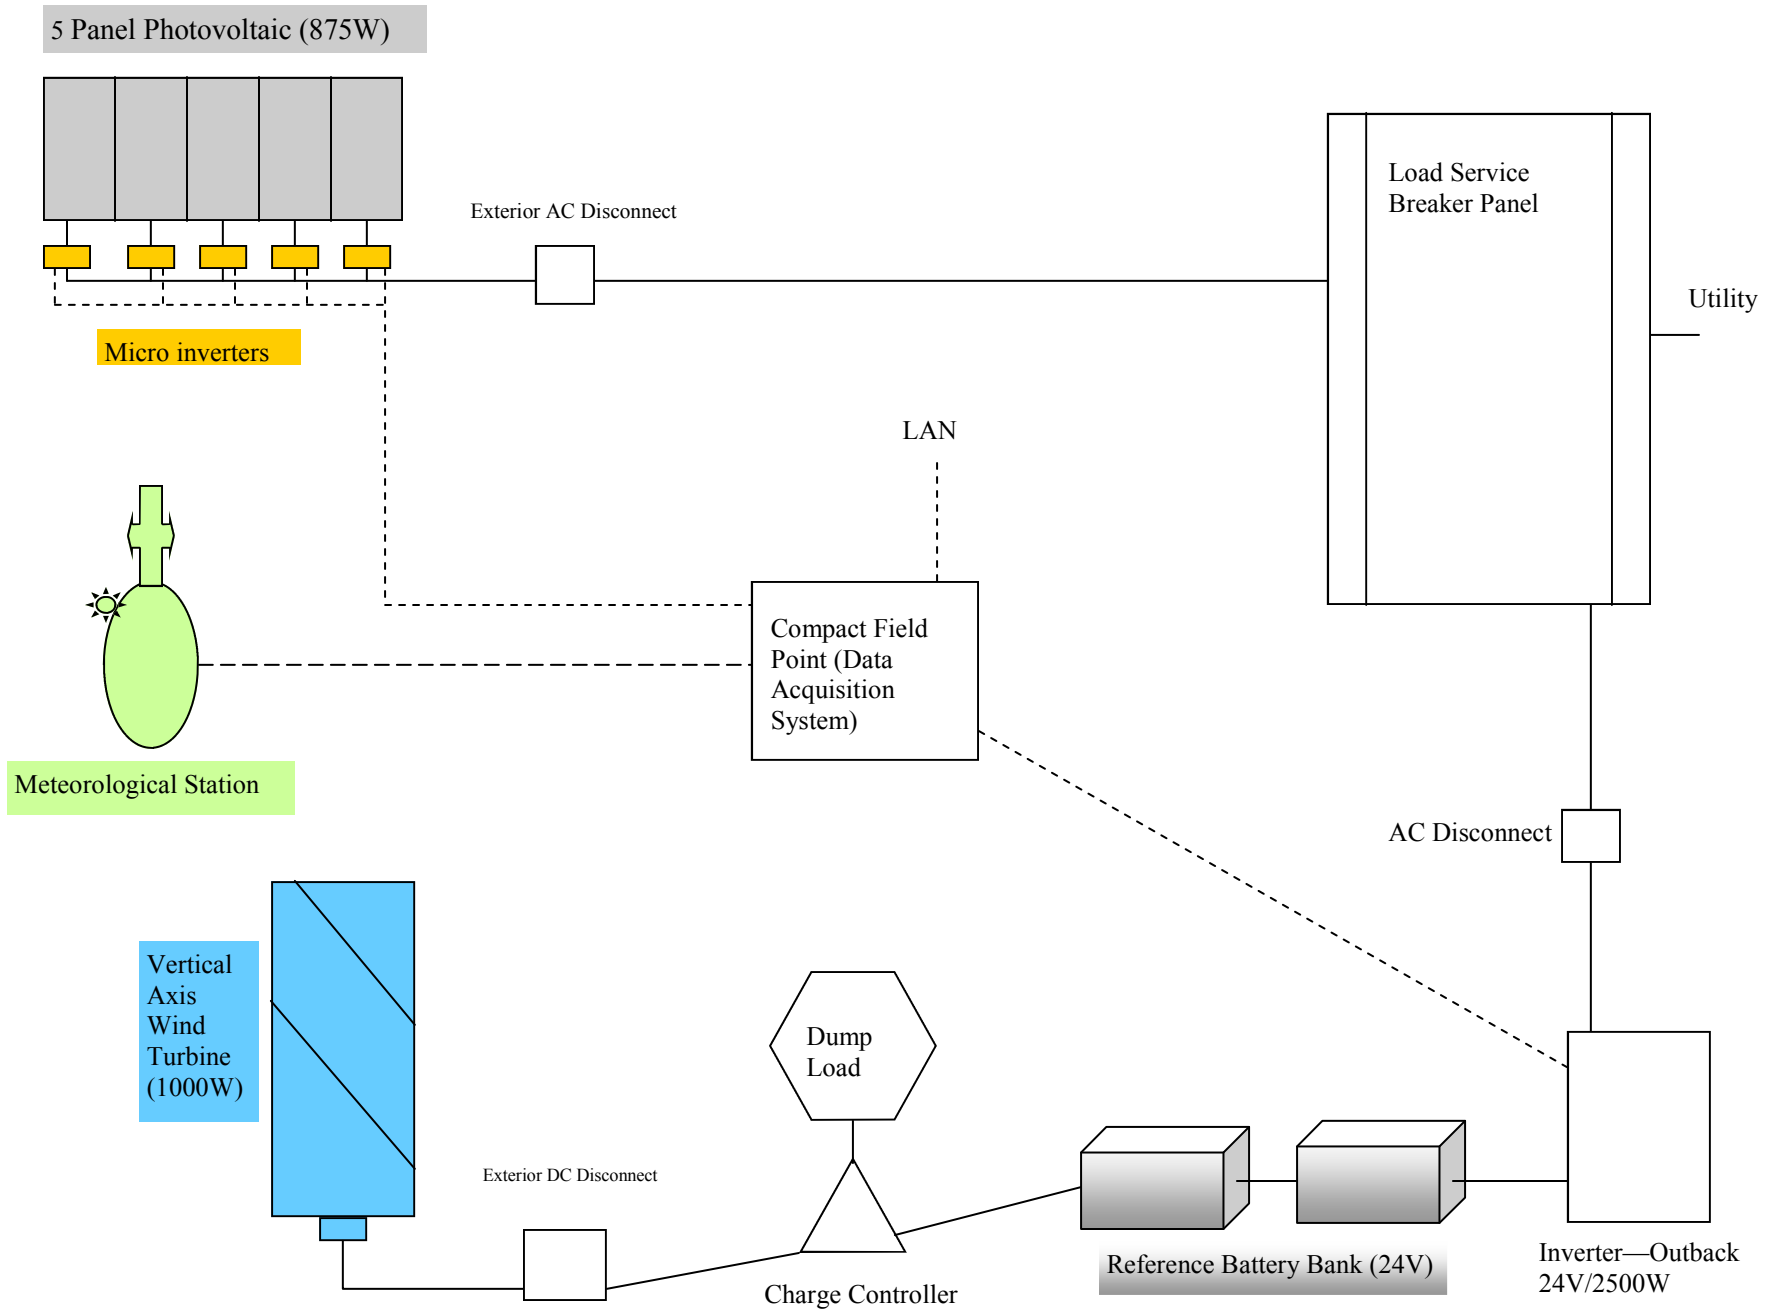 5 Panel Photovoltaic (875W)
Load Service
Breaker Panel
Exterior AC Disconnect
Utility
Micro inverters
LAN
Compact Field
Point (Data
Acquisition
System)
Meteorological Station
AC Disconnect
Vertical
Axis
Wind
Turbine
(1000W)
Dump
Load
Exterior DC Disconnect
Charge Controller
Reference Battery Bank (24V)
Inverter—Outback
24V/2500W